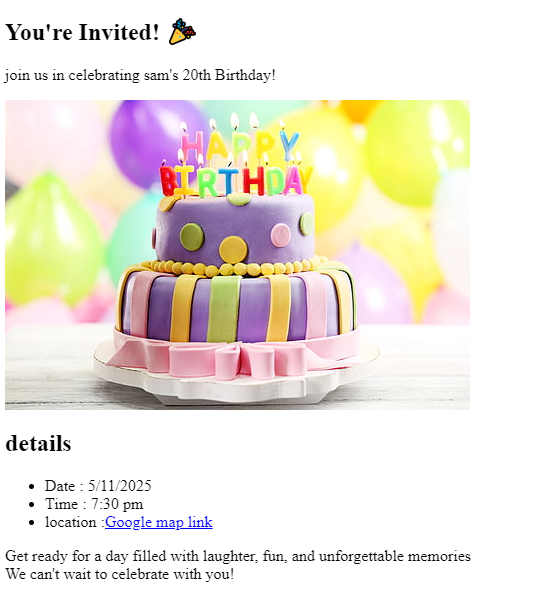 You're Invited! 🎉
join us in celebrating sam's 20th Birthday!
HAPPY
BIRTHDAY
details
Date : 5/11/2025
Time : 7:30 pm
location :Google map link
Get ready for a day filled with laughter, fun, and unforgettable memories
We can't wait to celebrate with you!